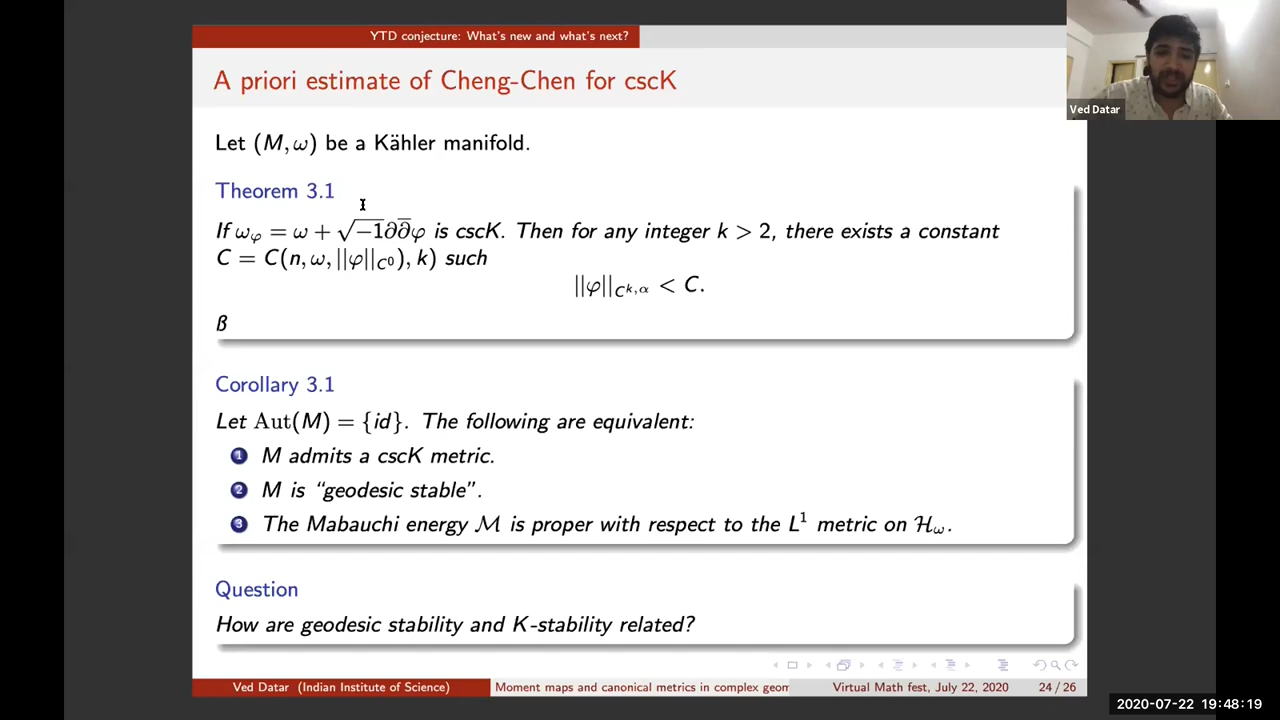 YTD conjecture: What's new and what's next?
A priori estimate of Cheng-Chen for cscK
Ved Datar
Let (M, ω) be a Kähler manifold.
Theorem 3.1
If ω_φ = ω + √−1∂∂̅φ is cscK. Then for any integer k > 2, there exists a constant
C = C(n, ω, ||φ||_{C^0}), k) such
||φ||_{C^{k,α}} < C.
ß
Corollary 3.1
Let Aut(M) = {id}. The following are equivalent:
1 M admits a cscK metric.
2 M is “geodesic stable”.
3 The Mabauchi energy ℳ is proper with respect to the L^1 metric on ℋ_ω.
Question
How are geodesic stability and K-stability related?
Ved Datar (Indian Institute of Science) Moment maps and canonical metrics in complex geom Virtual Math fest, July 22, 2020 24 / 26
2020-07-22 19:48:19